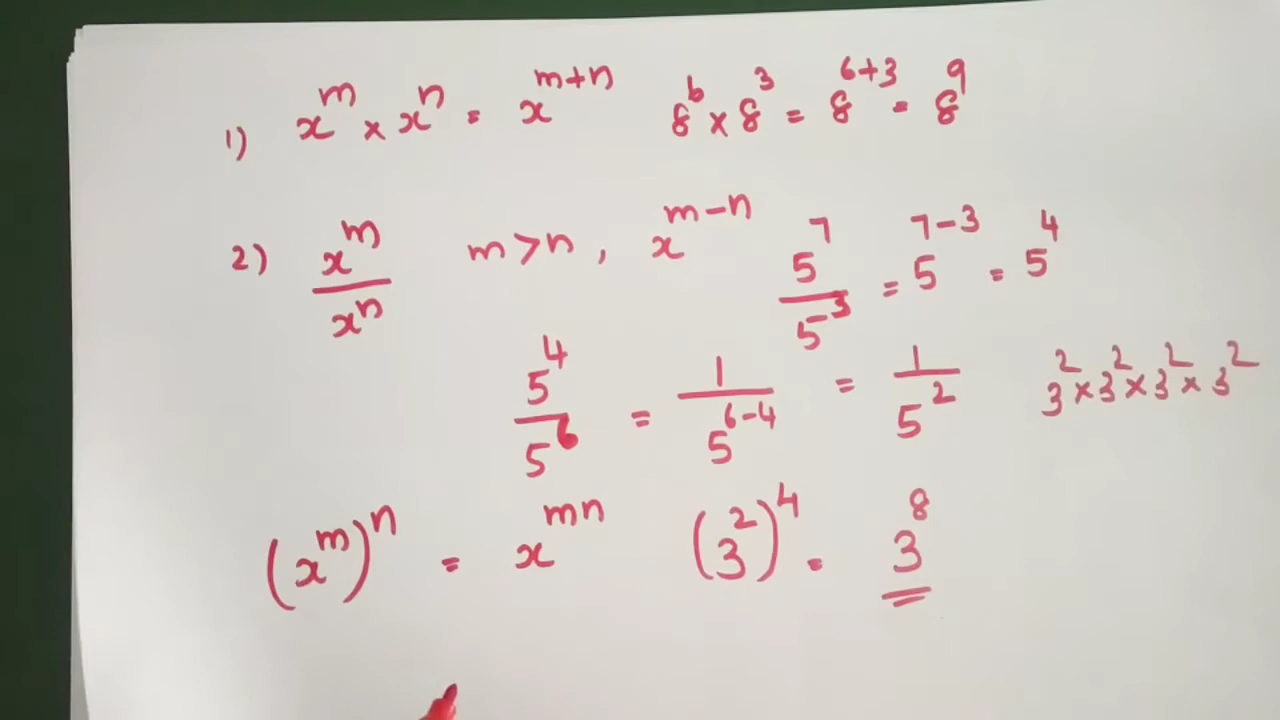 1) x^m × x^n = x^{m+n} 8^6 × 8^3 = 8^{6+3} = 8^9
2) x^m / x^n m > n , x^{m-n} 5^7 / 5^{-3} = 5^{7-3} = 5^4
5^4 / 5^6 = 1 / 5^{6-4} = 1 / 5^2 3^2 × 3^2 × 3^2 × 3^2
(x^m)^n = x^{mn} (3^2)^4 = 3^8